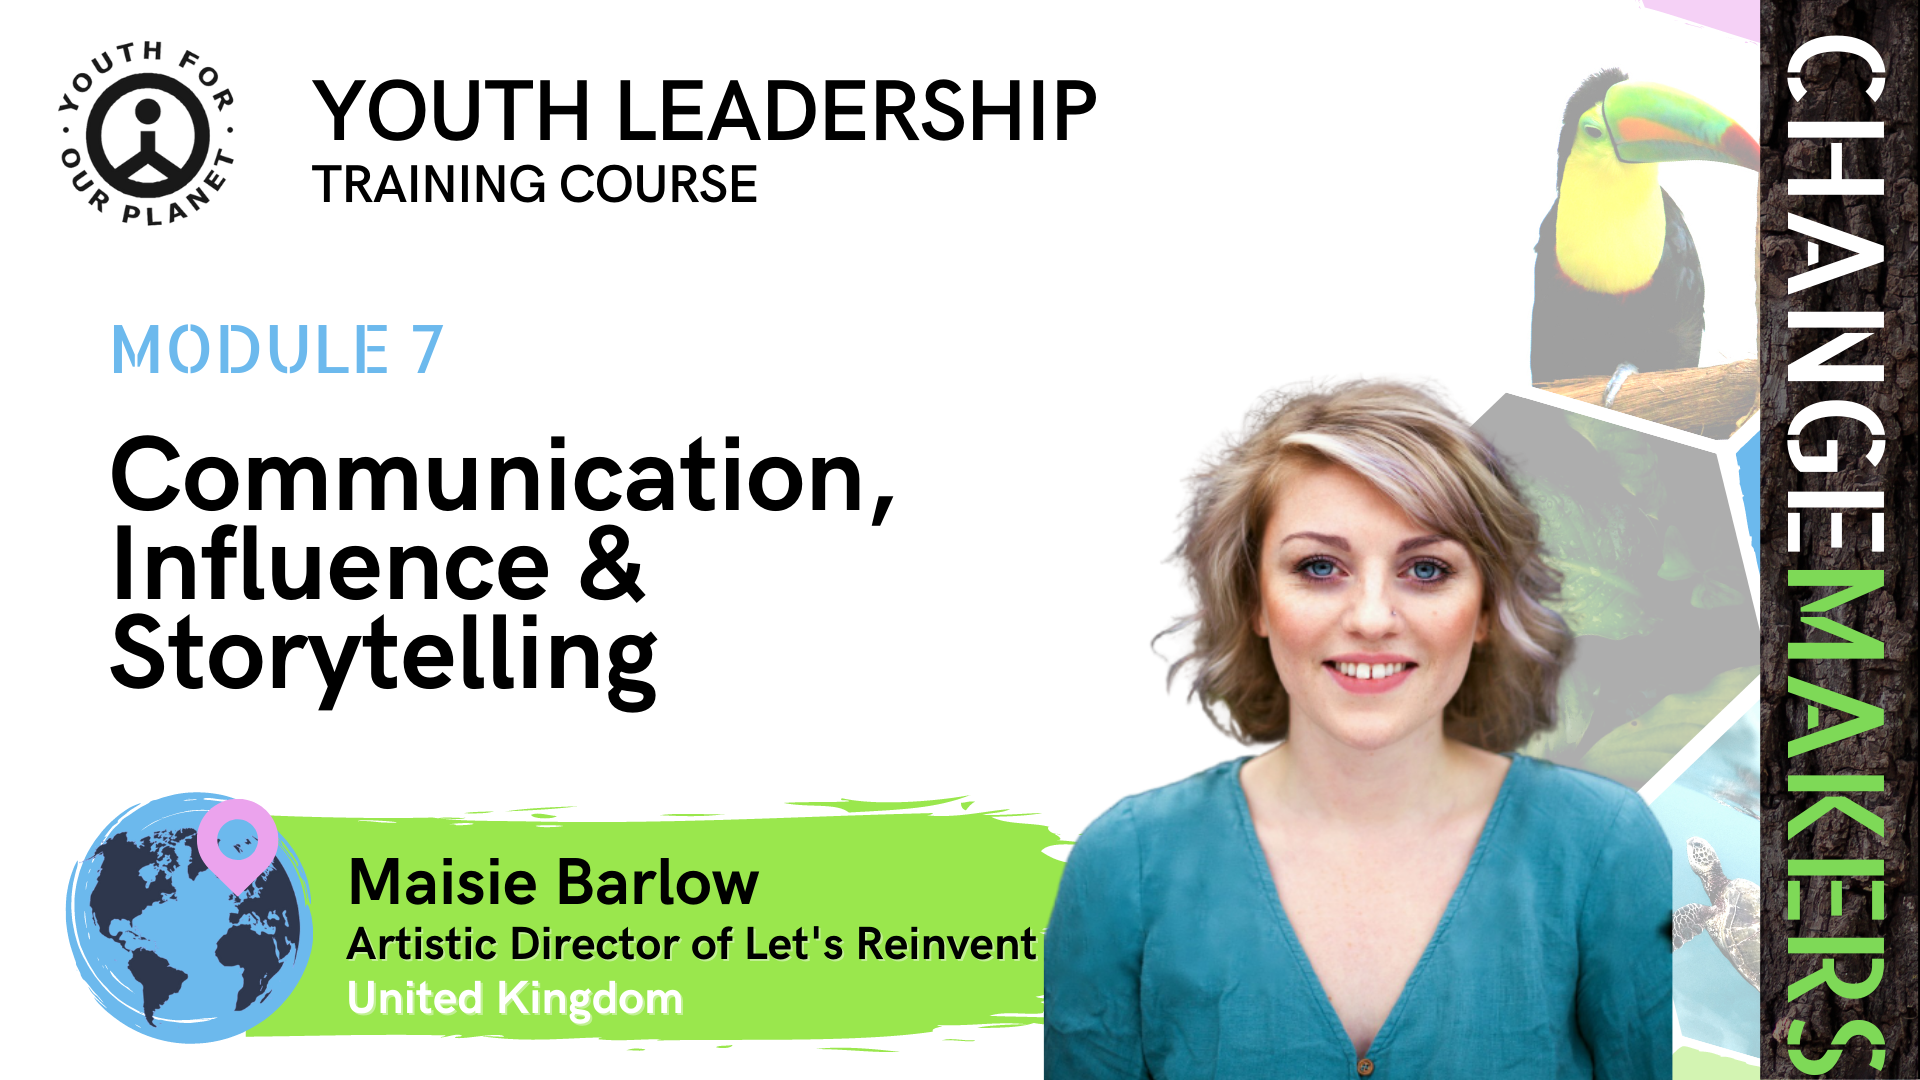 YOUTH FOR
OUR PLANET
YOUTH LEADERSHIP
TRAINING COURSE
MODULE 7
Communication,
Influence &
Storytelling
Maisie Barlow
Artistic Director of Let's Reinvent
United Kingdom
CHANGEMAKERS